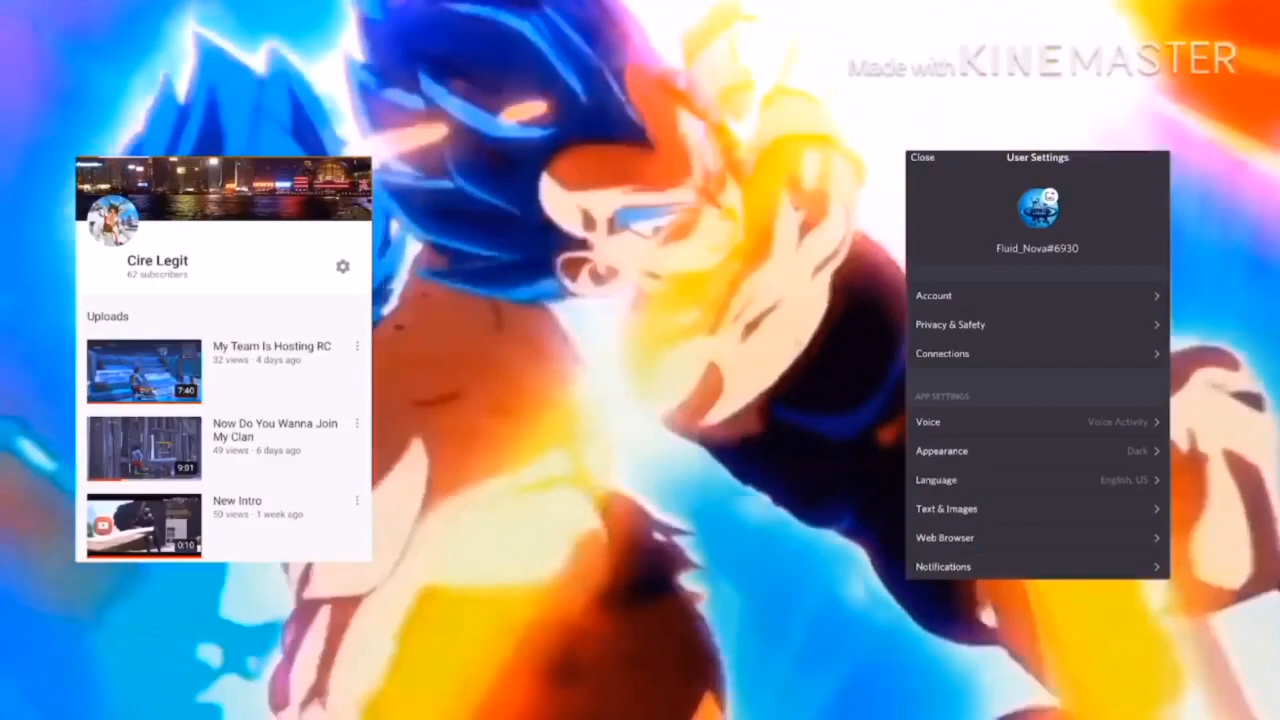 Made with KINEMASTER
Cire Legit
62 subscribers
Uploads
My Team Is Hosting RC
32 views · 4 days ago
7:40
Now Do You Wanna Join
My Clan
49 views · 6 days ago
9:01
New Intro
50 views · 1 week ago
0:10
Close
User Settings
Fluid_Nova#6930
Account
Privacy & Safety
Connections
APP SETTINGS
Voice
Voice Activity
Appearance
Dark
Language
English, US
Text & Images
Web Browser
Notifications